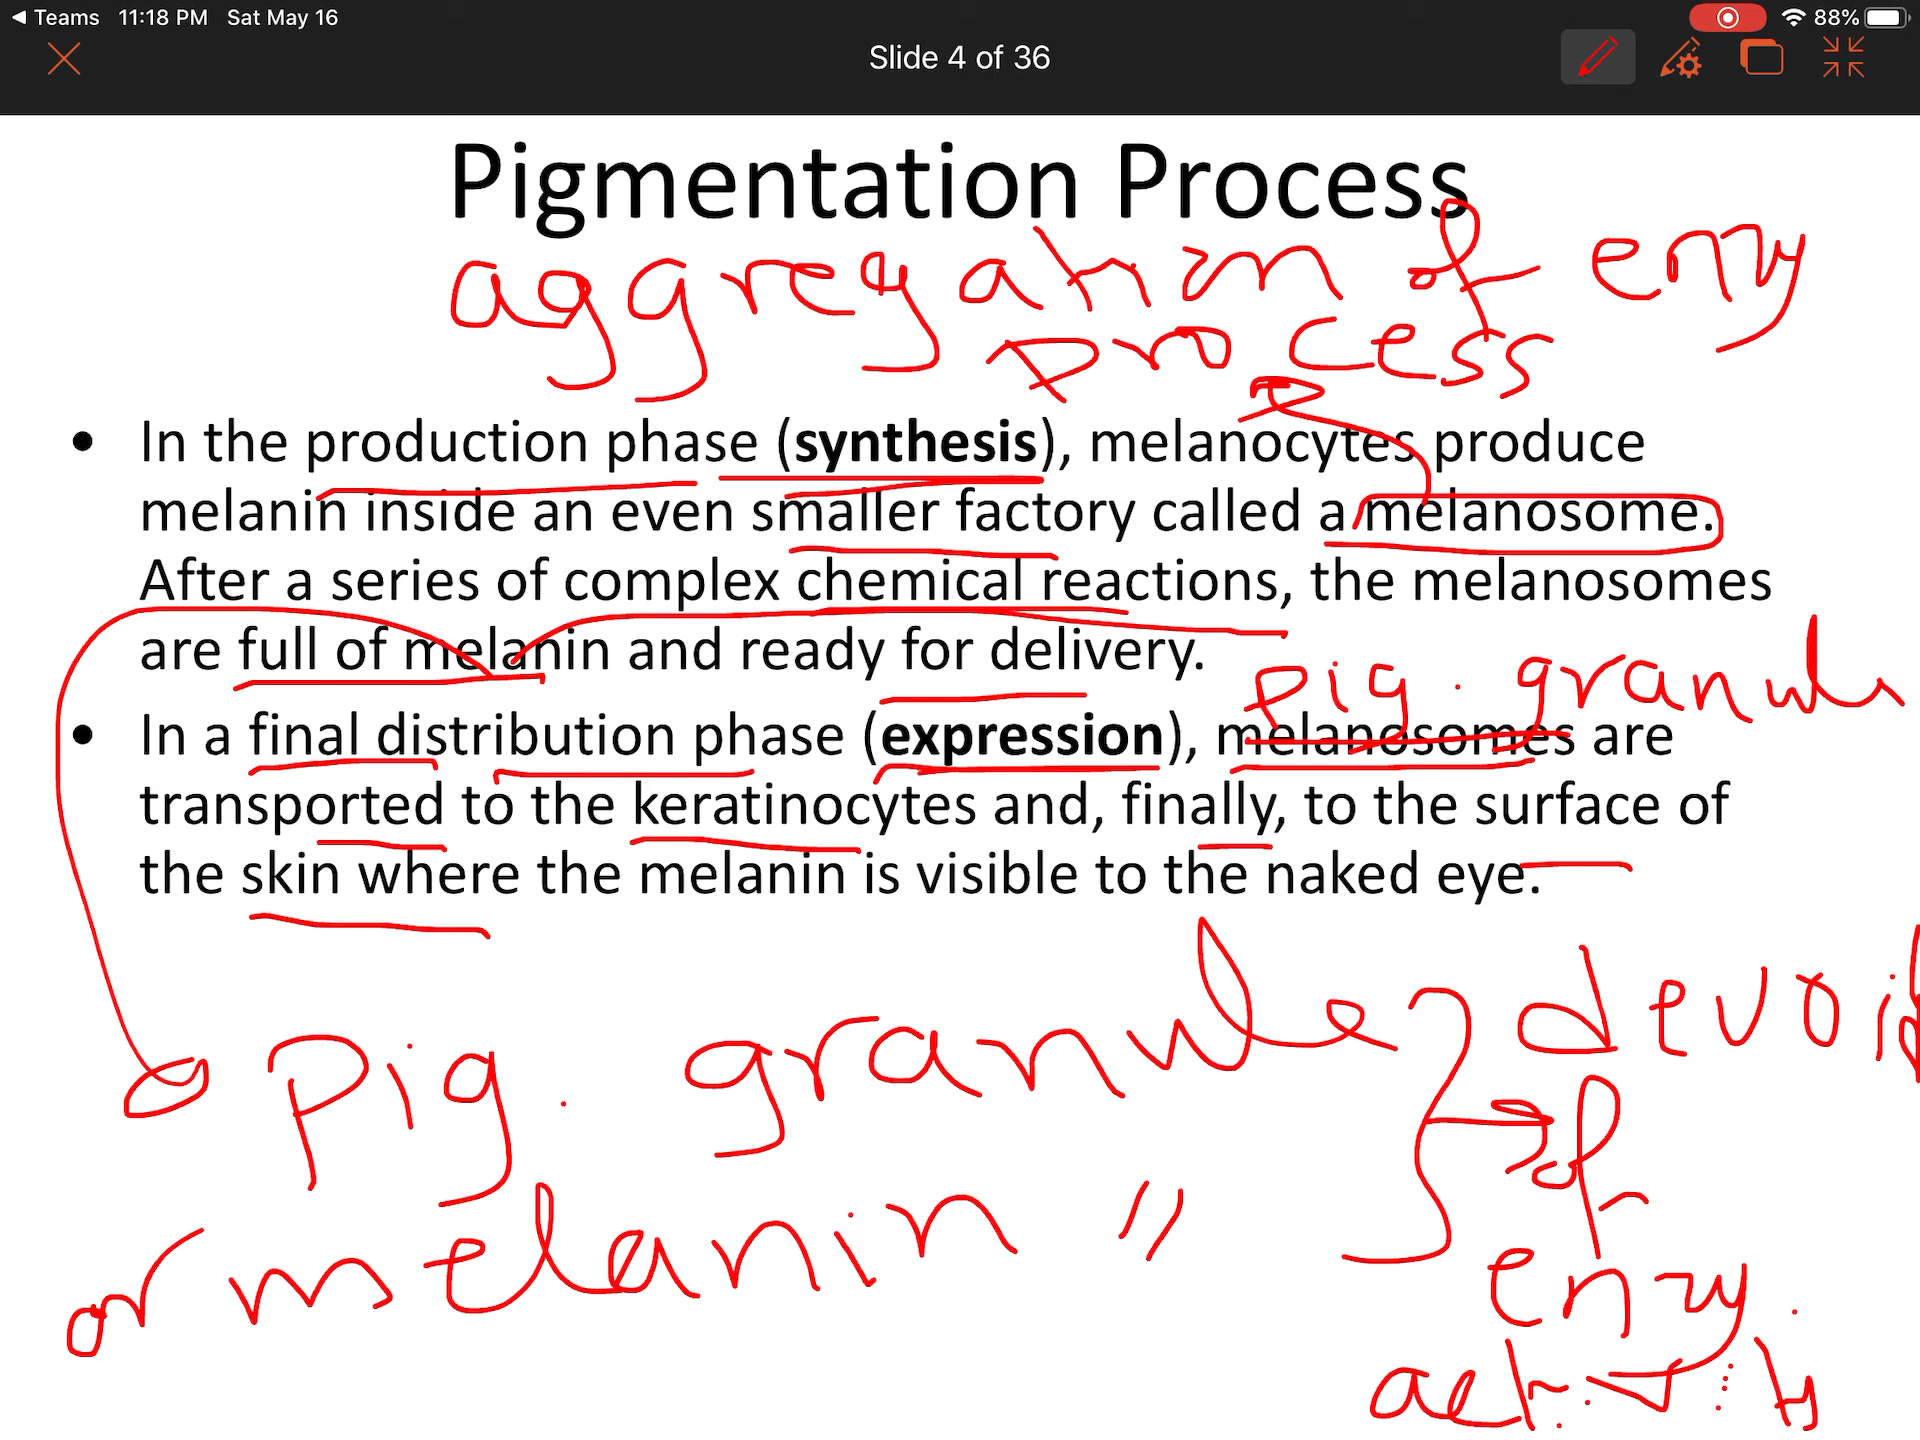 Teams 11:18 PM Sat May 16 88%
Slide 4 of 36
Pigmentation Process
aggregation of enzy
process
• In the production phase (synthesis), melanocytes produce
melanin inside an even smaller factory called a melanosome.
After a series of complex chemical reactions, the melanosomes
are full of melanin and ready for delivery.
pig. granul
• In a final distribution phase (expression), melanosomes are
transported to the keratinocytes and, finally, to the surface of
the skin where the melanin is visible to the naked eye.
Pig. granule devoid
of
or melanin "
enzy.
activity